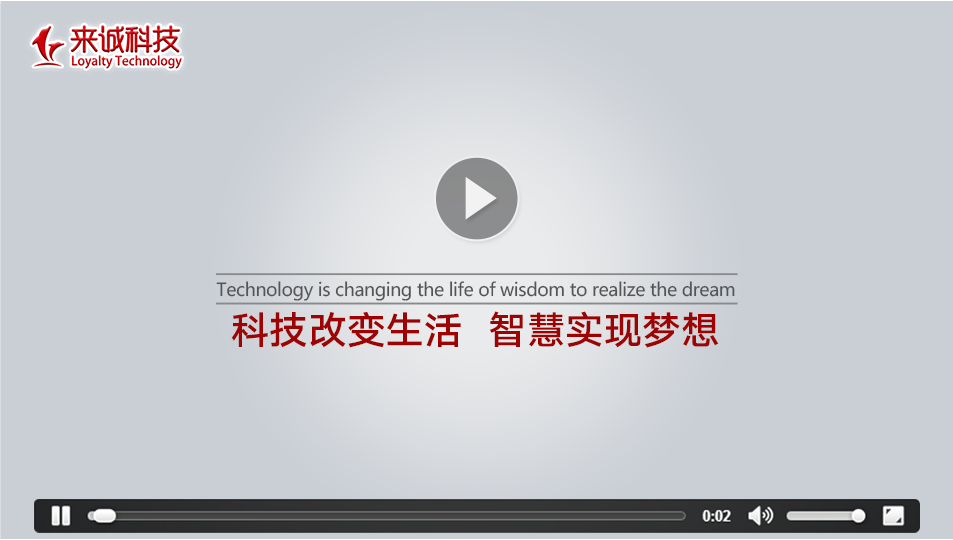 来诚科技
Loyalty Technology
Technology is changing the life of wisdom to realize the dream
科技改变生活 智慧实现梦想
0:02